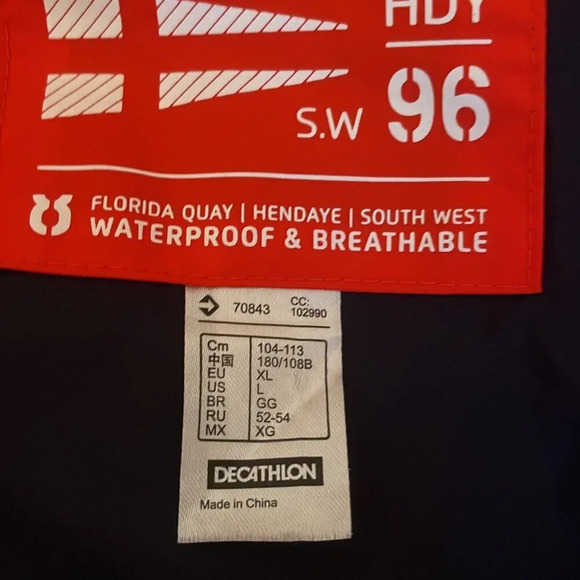 HDY
S.W 96
FLORIDA QUAY | HENDAYE | SOUTH WEST
WATERPROOF & BREATHABLE
70843 CC: 102990
Cm 104-113
中国 180/108B
EU XL
US L
BR GG
RU 52-54
MX XG
DECATHLON
Made in China